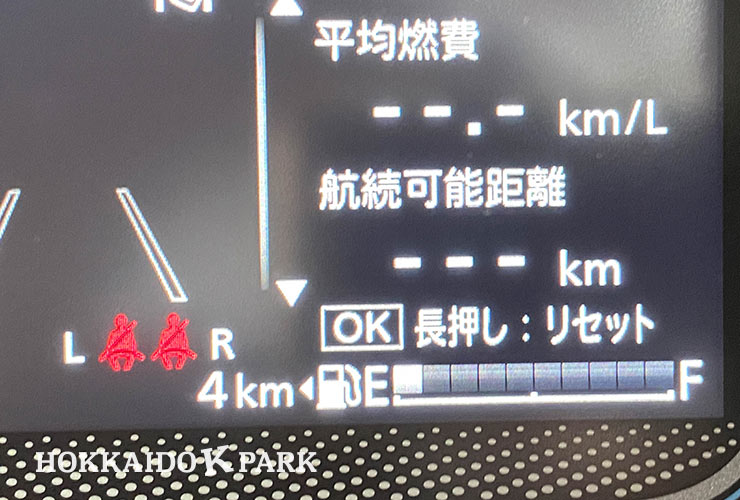 平均燃費
--.- km/L
航続可能距離
--- km
OK 長押し：リセット
L R
4km E F
HOKKAIDO K PARK